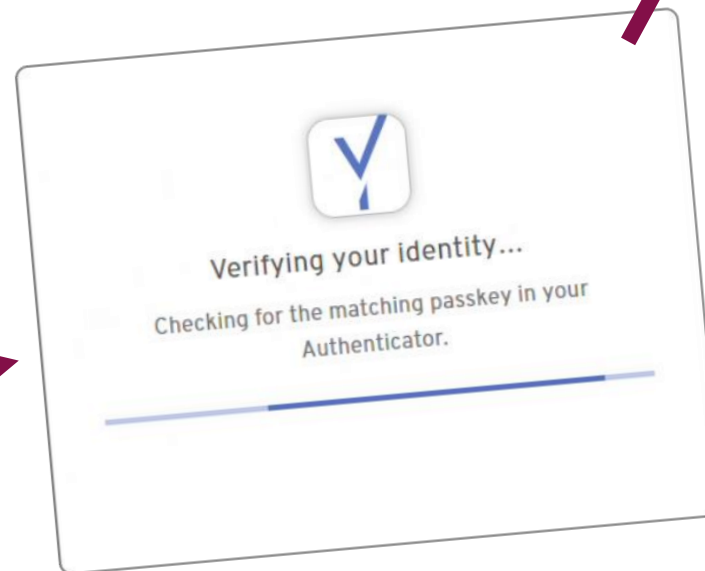 Verifying your identity...
Checking for the matching passkey in your
Authenticator.